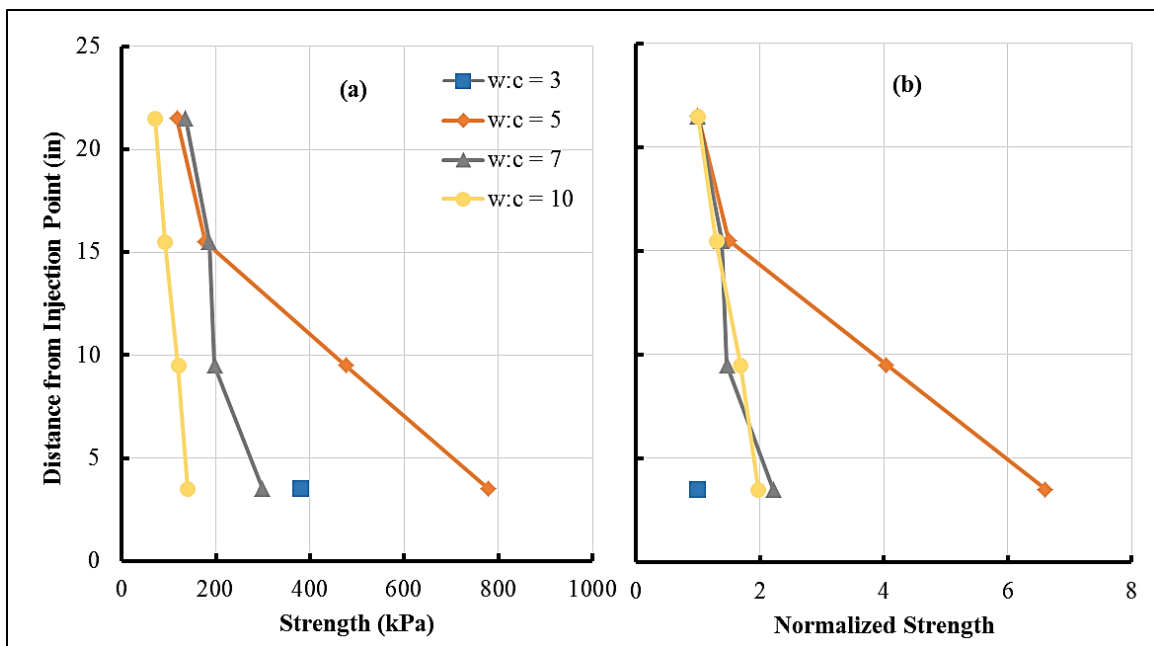 (a)
w:c = 3
w:c = 5
w:c = 7
w:c = 10
25
20
15
10
5
0
Distance from Injection Point (in)
0 200 400 600 800 1000
Strength (kPa)
(b)
0 2 4 6 8
Normalized Strength